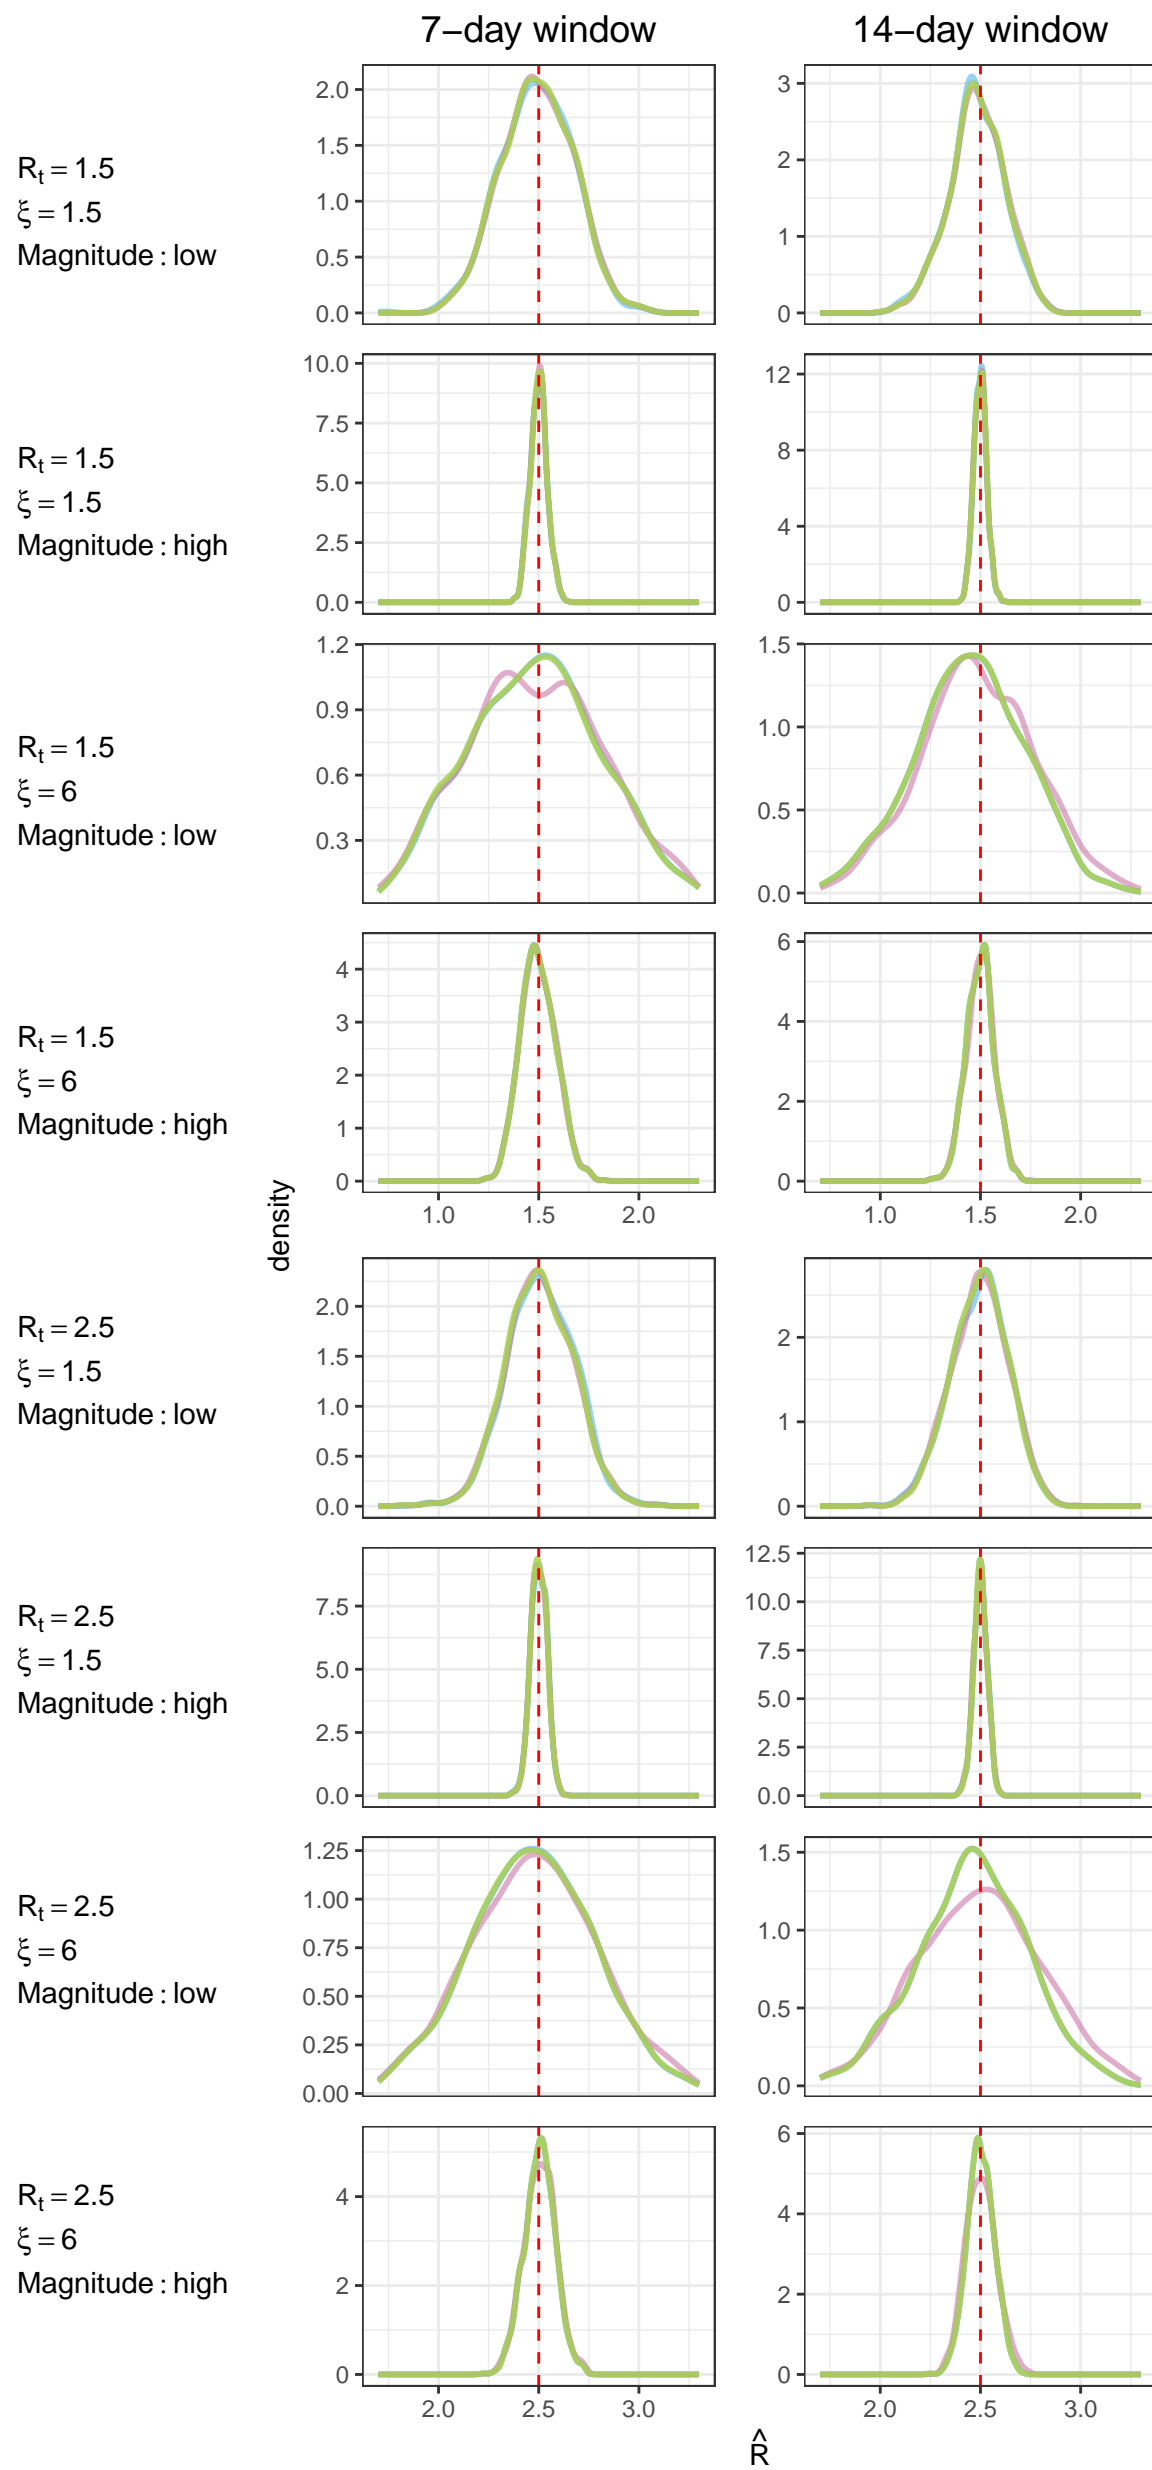 7−day window 14−day window
R_t = 1.5
ξ = 1.5
Magnitude : low
2.0
1.5
1.0
0.5
0.0
3
2
1
0
R_t = 1.5
ξ = 1.5
Magnitude : high
10.0
7.5
5.0
2.5
0.0
12
8
4
0
R_t = 1.5
ξ = 6
Magnitude : low
1.2
0.9
0.6
0.3
1.5
1.0
0.5
0.0
R_t = 1.5
ξ = 6
Magnitude : high
4
3
2
1
0
6
4
2
0
1.0 1.5 2.0 1.0 1.5 2.0
density
R_t = 2.5
ξ = 1.5
Magnitude : low
2.0
1.5
1.0
0.5
0.0
2
1
0
R_t = 2.5
ξ = 1.5
Magnitude : high
7.5
5.0
2.5
0.0
12.5
10.0
7.5
5.0
2.5
0.0
R_t = 2.5
ξ = 6
Magnitude : low
1.25
1.00
0.75
0.50
0.25
0.00
1.5
1.0
0.5
0.0
R_t = 2.5
ξ = 6
Magnitude : high
4
2
0
6
4
2
0
2.0 2.5 3.0 2.0 2.5 3.0
R̂